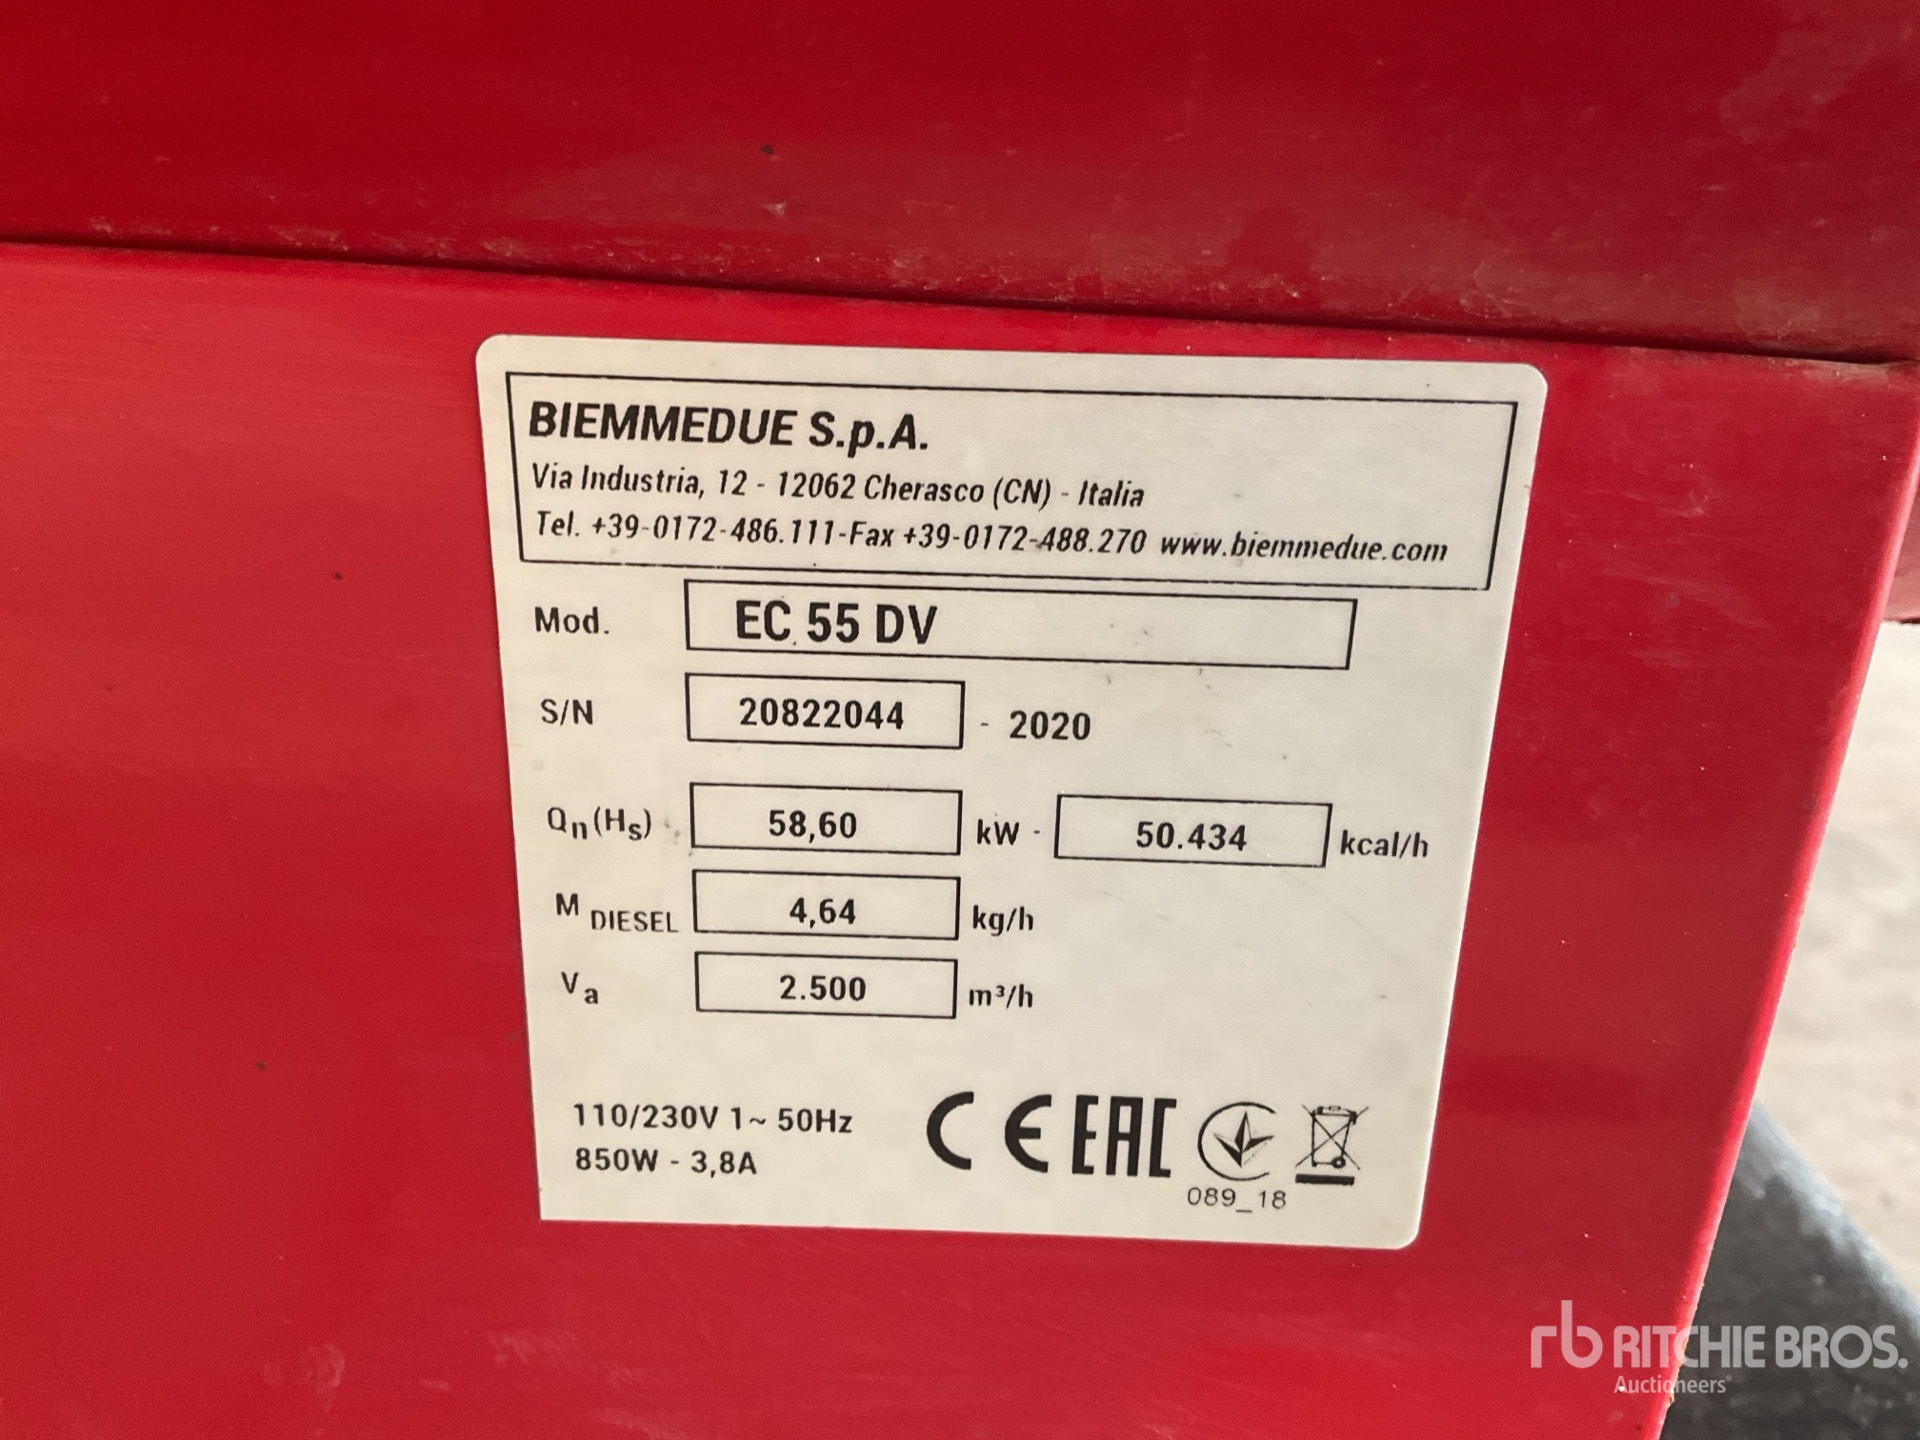 BIEMMEDUE S.p.A.
Via Industria, 12 - 12062 Cherasco (CN) - Italia
Tel. +39-0172-486.111-Fax +39-0172-488.270 www.biemmedue.com
Mod. EC 55 DV
S/N 20822044 - 2020
Qn(Hs) 58,60 kW - 50.434 kcal/h
M DIESEL 4,64 kg/h
Va 2.500 m³/h
110/230V 1~ 50Hz
850W - 3,8A
CE EAC
089_18
rb RITCHIE BROS.
Auctioneers